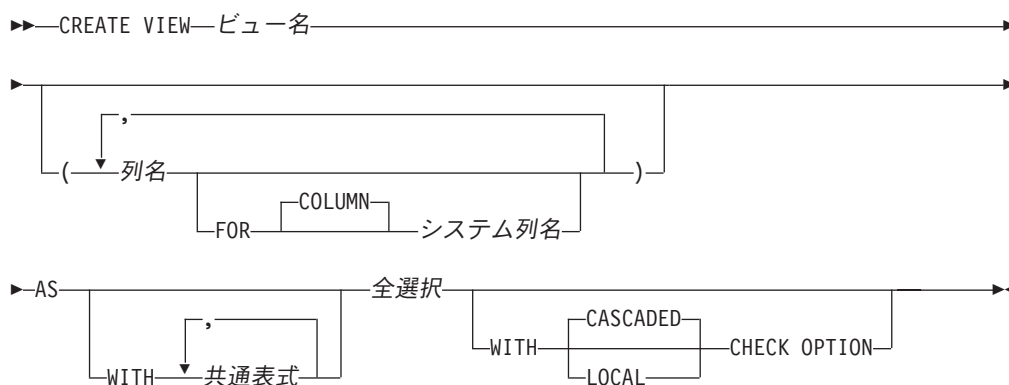 CREATE VIEW ビュー名
,
( 列名 )
COLUMN
FOR システム列名
AS 全選択
, CASCADED
WITH CHECK OPTION
WITH 共通表式 LOCAL